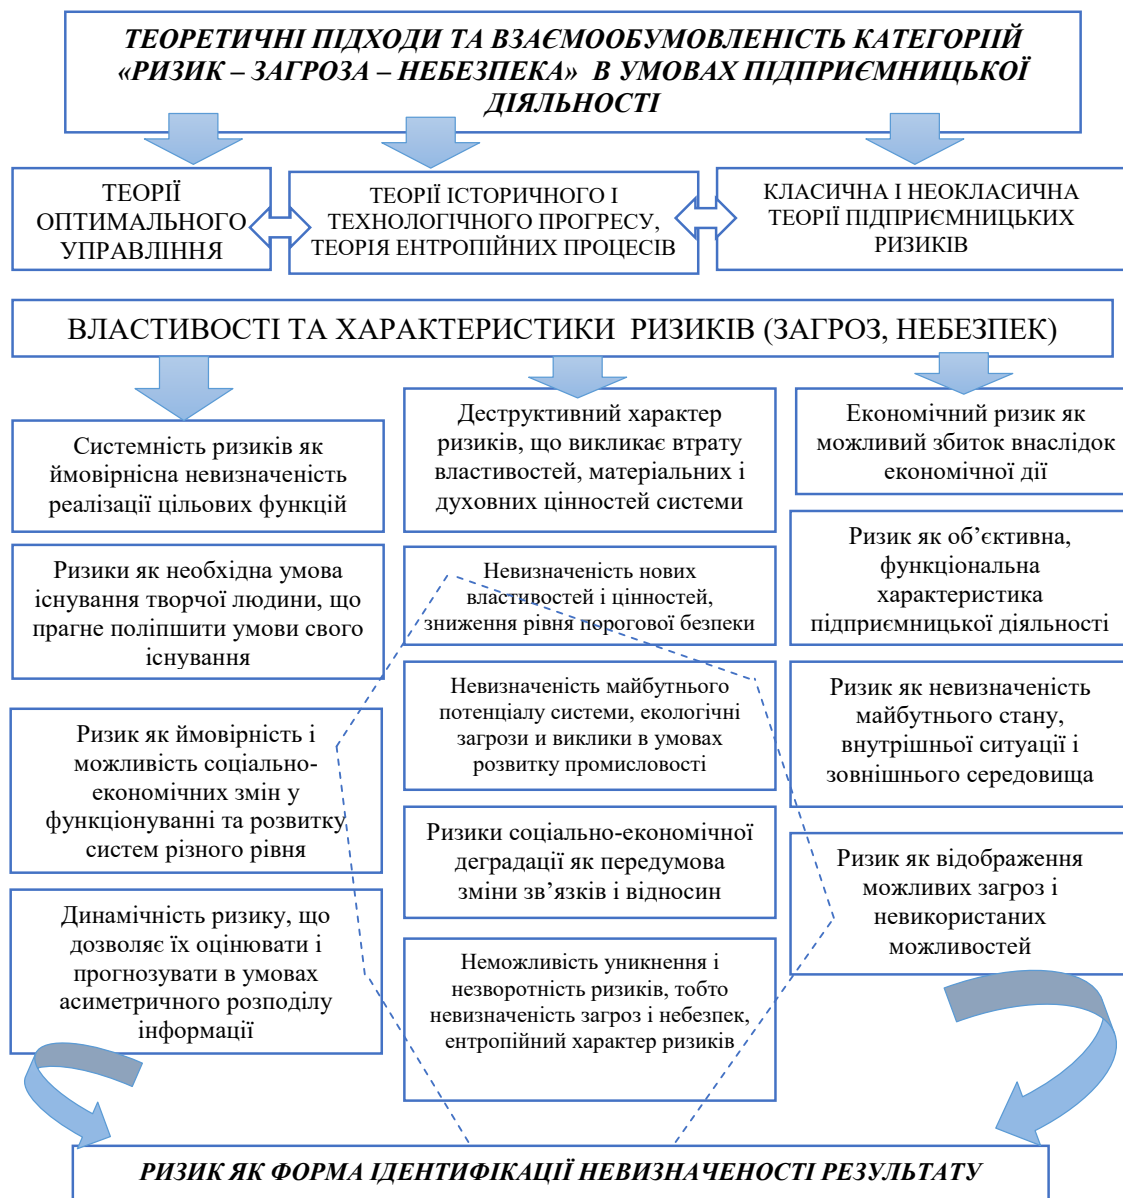 ТЕОРЕТИЧНІ ПІДХОДИ ТА ВЗАЄМООБУМОВЛЕНІСТЬ КАТЕГОРІЙ
«РИЗИК – ЗАГРОЗА – НЕБЕЗПЕКА» В УМОВАХ ПІДПРИЄМНИЦЬКОЇ
ДІЯЛЬНОСТІ
ТЕОРІЇ
ОПТИМАЛЬНОГО
УПРАВЛІННЯ
ТЕОРІЇ ІСТОРИЧНОГО І
ТЕХНОЛОГІЧНОГО ПРОГРЕСУ,
ТЕОРІЯ ЕНТРОПІЙНИХ ПРОЦЕСІВ
КЛАСИЧНА І НЕОКЛАСИЧНА
ТЕОРІЇ ПІДПРИЄМНИЦЬКИХ
РИЗИКІВ
ВЛАСТИВОСТІ ТА ХАРАКТЕРИСТИКИ РИЗИКІВ (ЗАГРОЗ, НЕБЕЗПЕК)
Системність ризиків як
ймовірнісна невизначеність
реалізації цільових функцій
Ризики як необхідна умова
існування творчої людини, що
прагне поліпшити умови свого
існування
Ризик як ймовірність і
можливість соціально-
економічних змін у
функціонуванні та розвитку
систем різного рівня
Динамічність ризику, що
дозволяє їх оцінювати і
прогнозувати в умовах
асиметричного розподілу
інформації
Деструктивний характер
ризиків, що викликає втрату
властивостей, матеріальних і
духовних цінностей системи
Невизначеність нових
властивостей і цінностей,
зниження рівня порогової безпеки
Невизначеність майбутнього
потенціалу системи, екологічні
загрози и виклики в умовах
розвитку промисловості
Ризики соціально-економічної
деградації як передумова
зміни зв’язків і відносин
Неможливість уникнення і
незворотність ризиків, тобто
невизначеність загроз і небезпек,
ентропійний характер ризиків
Економічний ризик як
можливий збиток внаслідок
економічної дії
Ризик як об’єктивна,
функціональна
характеристика
підприємницької діяльності
Ризик як невизначеність
майбутнього стану,
внутрішньої ситуації і
зовнішнього середовища
Ризик як відображення
можливих загроз і
невикористаних
можливостей
РИЗИК ЯК ФОРМА ІДЕНТИФІКАЦІЇ НЕВИЗНАЧЕНОСТІ РЕЗУЛЬТАТУ